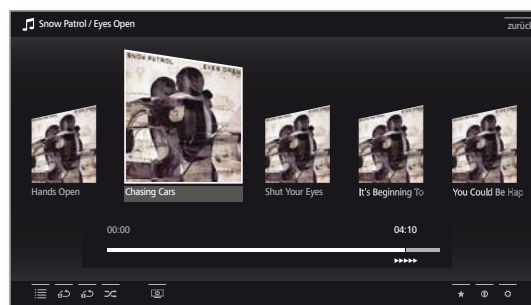 Snow Patrol / Eyes Open
zurück
SNOW PATROL EYES OPEN
Hands Open
Chasing Cars
Shut Your Eyes
It's Beginning To
You Could Be Hap
00:00
04:10